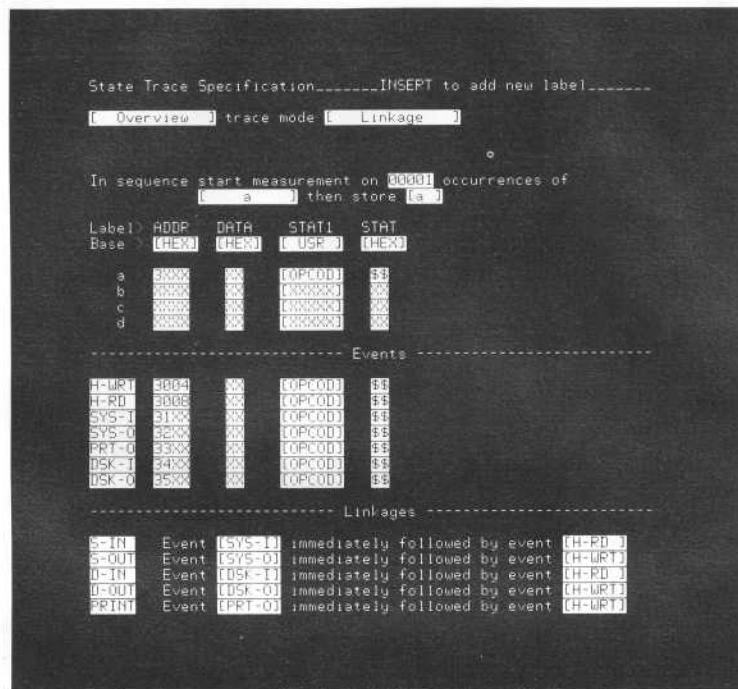 State Trace Specification_______INSERT to add new label_______
[ Overview ] trace mode [ Linkage ]
In sequence start measurement on 00001 occurrences of
[ a ] then store [a ]
Label> ADDR DATA STAT1 STAT
Base > [HEX] [HEX] [ USR ] [HEX]
a 3XXX XX [OPCOD] $$
b XXXX XX [XXXXX] XX
c XXXX XX [XXXXX] XX
d XXXX XX [XXXXX] XX
---------------------------- Events --------------------------
H-WRT 3004 XX [OPCOD] $$
H-RD 3008 XX [OPCOD] $$
SYS-I 31XX XX [OPCOD] $$
SYS-O 32XX XX [OPCOD] $$
PRT-O 33XX XX [OPCOD] $$
DSK-I 34XX XX [OPCOD] $$
DSK-O 35XX XX [OPCOD] $$
---------------------------- Linkages --------------------------
S-IN Event [SYS-I] immediately followed by event [H-RD ]
S-OUT Event [SYS-O] immediately followed by event [H-WRT]
D-IN Event [DSK-I] immediately followed by event [H-RD ]
D-OUT Event [DSK-O] immediately followed by event [H-WRT]
PRINT Event [PRT-O] immediately followed by event [H-WRT]